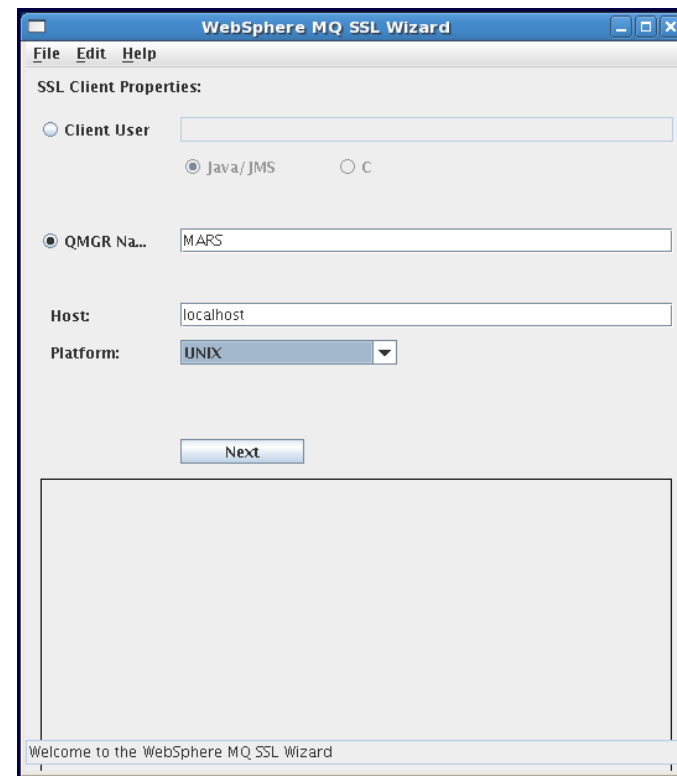 WebSphere MQ SSL Wizard
File Edit Help
SSL Client Properties:
Client User
Java/JMS C
QMGR Na... MARS
Host: localhost
Platform: UNIX
Next
Welcome to the WebSphere MQ SSL Wizard